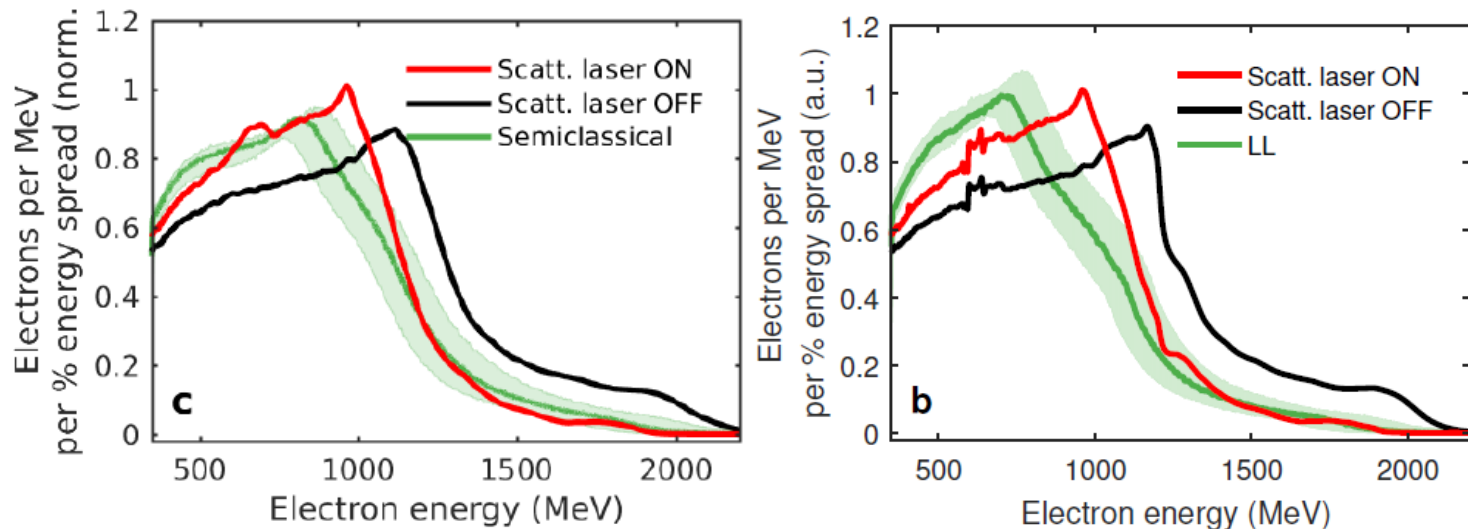 Electrons per MeV
per % energy spread (norm.)
1.2
1
0.8
0.6
0.4
0.2
0
Scatt. laser ON
Scatt. laser OFF
Semiclassical
c
500
1000
1500
2000
Electron energy (MeV)
Electrons per MeV
per % energy spread (a.u.)
1.2
1
0.8
0.6
0.4
0.2
0
Scatt. laser ON
Scatt. laser OFF
LL
b
500
1000
1500
2000
Electron energy (MeV)